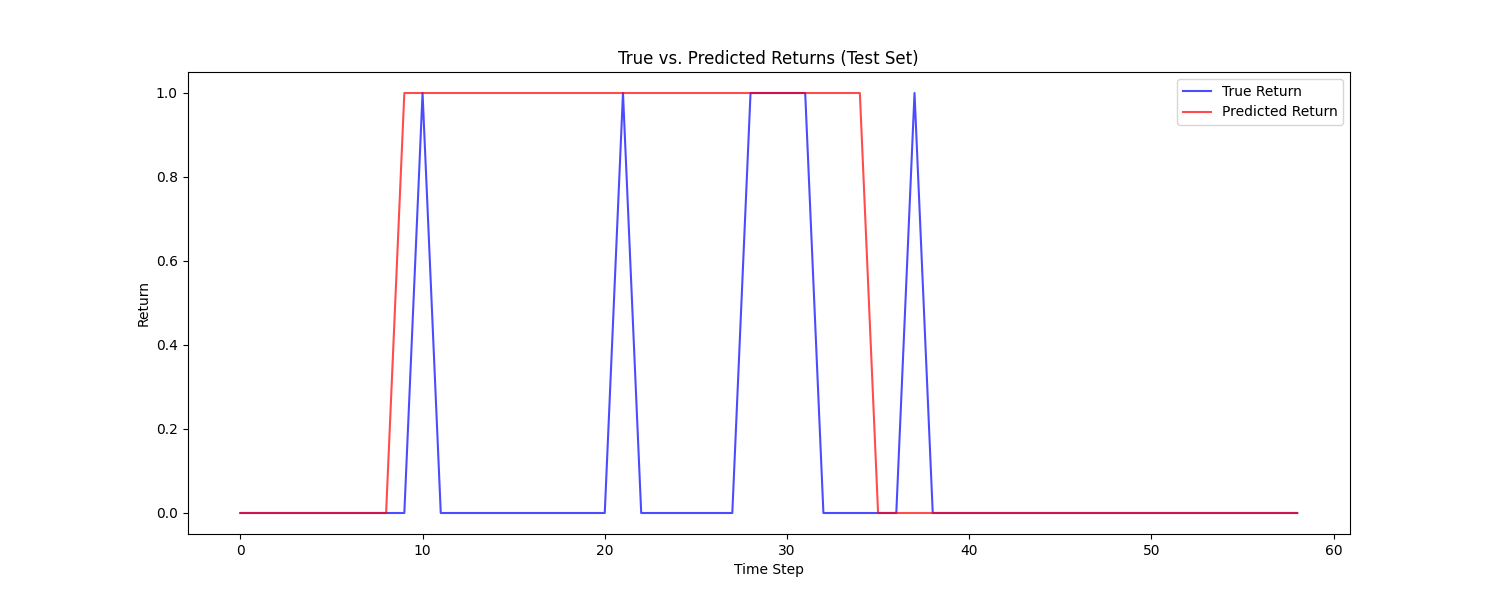 True vs. Predicted Returns (Test Set)
True Return
Predicted Return
1.0
0.8
0.6
0.4
0.2
0.0
Return
0 10 20 30 40 50 60
Time Step